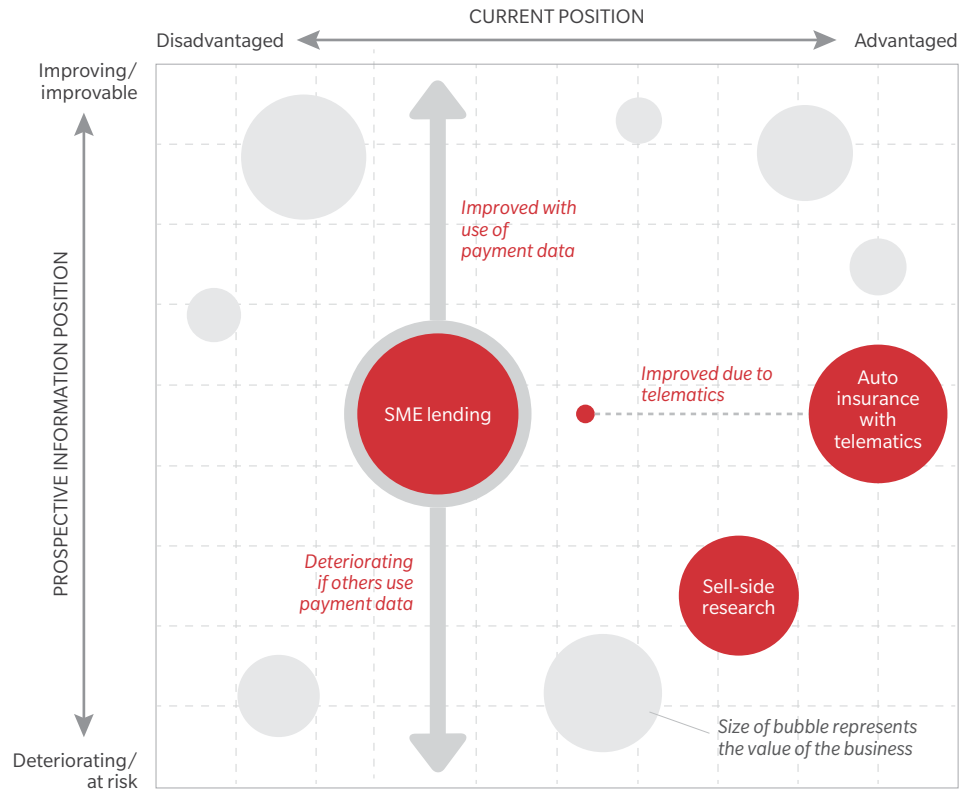 CURRENT POSITION
Disadvantaged
Advantaged
Improving/
improvable
PROSPECTIVE INFORMATION POSITION
Improved with
use of
payment data
SME lending
Improved due to
telematics
Auto
insurance
with
telematics
Deteriorating
if others use
payment data
Sell-side
research
Size of bubble represents
the value of the business
Deteriorating/
at risk